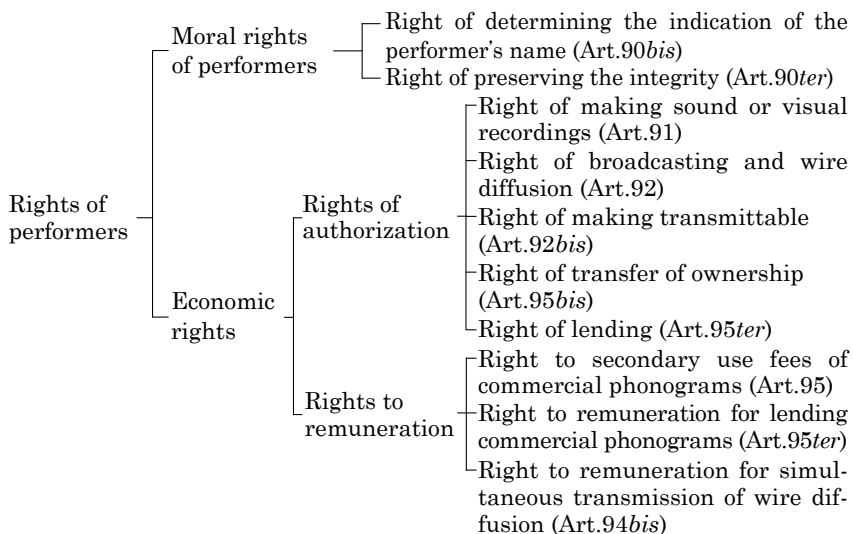 Moral rights
of performers
Right of determining the indication of the
performer's name (Art.90bis)
Right of preserving the integrity (Art.90ter)
Rights of
performers
Economic
rights
Rights of
authorization
Right of making sound or visual
recordings (Art.91)
Right of broadcasting and wire
diffusion (Art.92)
Right of making transmittable
(Art.92bis)
Right of transfer of ownership
(Art.95bis)
Right of lending (Art.95ter)
Rights to
remuneration
Right to secondary use fees of
commercial phonograms (Art.95)
Right to remuneration for lending
commercial phonograms (Art.95ter)
Right to remuneration for simul-
taneous transmission of wire dif-
fusion (Art.94bis)